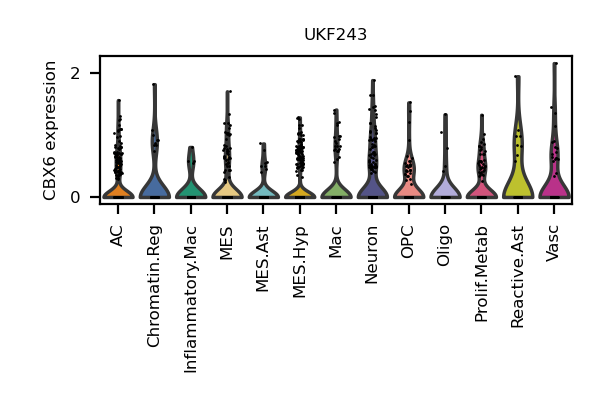 UKF243
CBX6 expression
2
0
AC
Chromatin.Reg
Inflammatory.Mac
MES
MES.Ast
MES.Hyp
Mac
Neuron
OPC
Oligo
Prolif.Metab
Reactive.Ast
Vasc